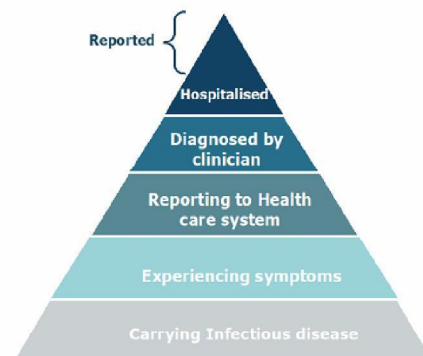 Reported
Hospitalised
Diagnosed by
clinician
Reporting to Health
care system
Experiencing symptoms
Carrying Infectious disease